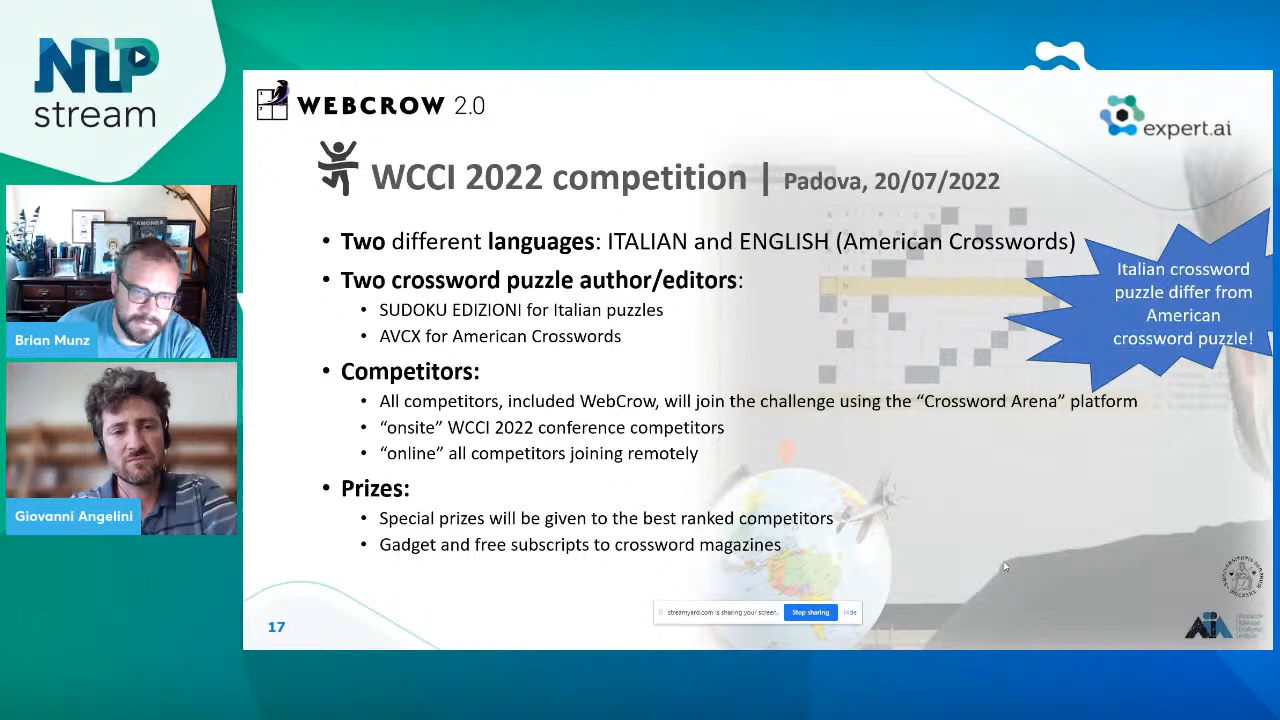 NLP
stream
WEBCROW 2.0
expert.ai
WCCI 2022 competition | Padova, 20/07/2022
• Two different languages: ITALIAN and ENGLISH (American Crosswords)
• Two crossword puzzle author/editors:
• SUDOKU EDIZIONI for Italian puzzles
• AVCX for American Crosswords
Italian crossword
puzzle differ from
American
crossword puzzle!
• Competitors:
• All competitors, included WebCrow, will join the challenge using the “Crossword Arena” platform
• “onsite” WCCI 2022 conference competitors
• “online” all competitors joining remotely
• Prizes:
• Special prizes will be given to the best ranked competitors
• Gadget and free subscripts to crossword magazines
streamyard.com is sharing your screen.
Stop sharing
Hide
17
Brian Munz
Giovanni Angelini
RAMONES
AIA